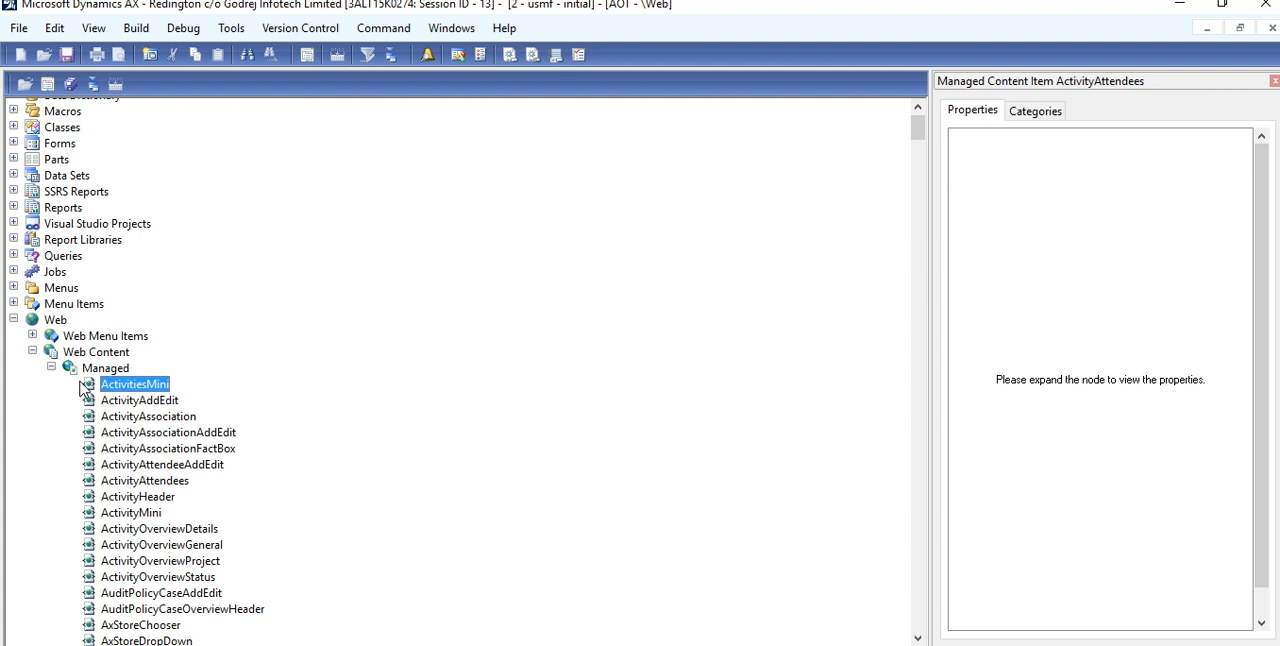 Microsoft Dynamics AX - Redington c/o Godrej Infotech Limited [3ALT15K0274: Session ID - 13] - [2 - usmf - initial] - [AOT - \Web]
File Edit View Build Debug Tools Version Control Command Windows Help
Managed Content Item ActivityAttendees
Properties Categories
Macros
Classes
Forms
Parts
Data Sets
SSRS Reports
Reports
Visual Studio Projects
Report Libraries
Queries
Jobs
Menus
Menu Items
Web
Web Menu Items
Web Content
Managed
ActivitiesMini
ActivityAddEdit
ActivityAssociation
ActivityAssociationAddEdit
ActivityAssociationFactBox
ActivityAttendeeAddEdit
ActivityAttendees
ActivityHeader
ActivityMini
ActivityOverviewDetails
ActivityOverviewGeneral
ActivityOverviewProject
ActivityOverviewStatus
AuditPolicyCaseAddEdit
AuditPolicyCaseOverviewHeader
AxStoreChooser
AxStoreDropDown
Please expand the node to view the properties.